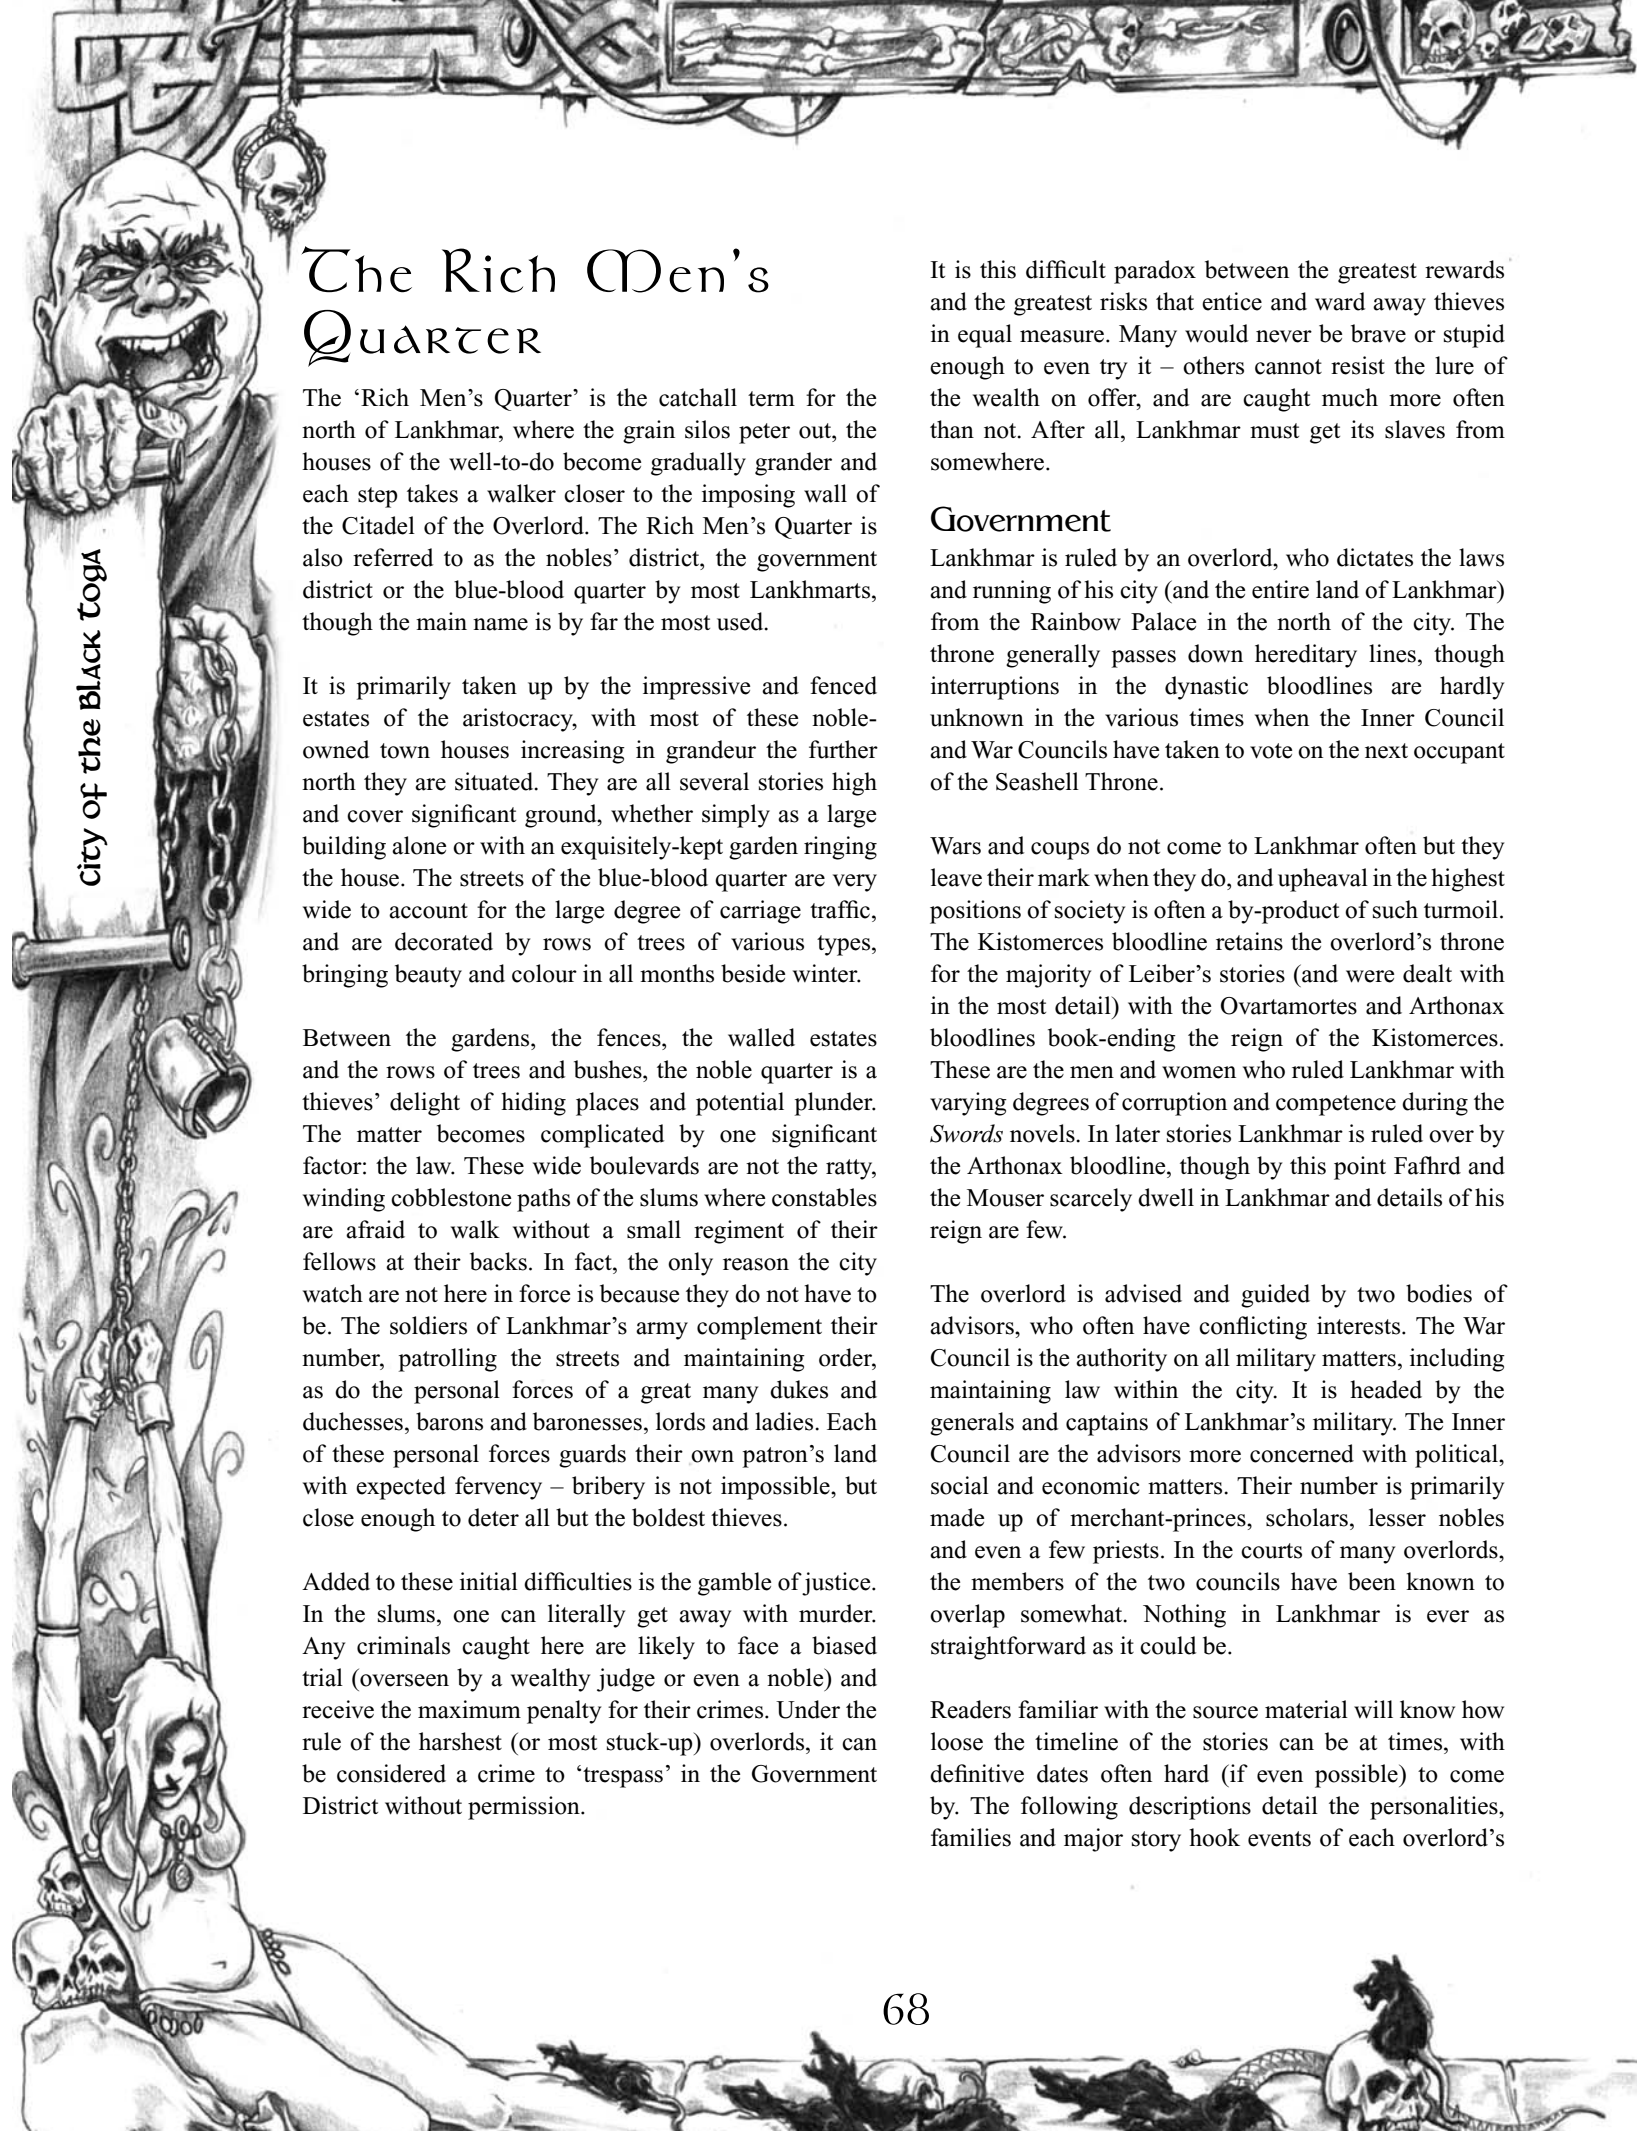 City of the Black Toga
The Rich Men's
Quarter
The ‘Rich Men’s Quarter’ is the catchall term for the
north of Lankhmar, where the grain silos peter out, the
houses of the well-to-do become gradually grander and
each step takes a walker closer to the imposing wall of
the Citadel of the Overlord. The Rich Men’s Quarter is
also referred to as the nobles’ district, the government
district or the blue-blood quarter by most Lankhmarts,
though the main name is by far the most used.
It is primarily taken up by the impressive and fenced
estates of the aristocracy, with most of these noble-
owned town houses increasing in grandeur the further
north they are situated. They are all several stories high
and cover significant ground, whether simply as a large
building alone or with an exquisitely-kept garden ringing
the house. The streets of the blue-blood quarter are very
wide to account for the large degree of carriage traffic,
and are decorated by rows of trees of various types,
bringing beauty and colour in all months beside winter.
Between the gardens, the fences, the walled estates
and the rows of trees and bushes, the noble quarter is a
thieves’ delight of hiding places and potential plunder.
The matter becomes complicated by one significant
factor: the law. These wide boulevards are not the ratty,
winding cobblestone paths of the slums where constables
are afraid to walk without a small regiment of their
fellows at their backs. In fact, the only reason the city
watch are not here in force is because they do not have to
be. The soldiers of Lankhmar’s army complement their
number, patrolling the streets and maintaining order,
as do the personal forces of a great many dukes and
duchesses, barons and baronesses, lords and ladies. Each
of these personal forces guards their own patron’s land
with expected fervency – bribery is not impossible, but
close enough to deter all but the boldest thieves.
Added to these initial difficulties is the gamble of justice.
In the slums, one can literally get away with murder.
Any criminals caught here are likely to face a biased
trial (overseen by a wealthy judge or even a noble) and
receive the maximum penalty for their crimes. Under the
rule of the harshest (or most stuck-up) overlords, it can
be considered a crime to ‘trespass’ in the Government
District without permission.
It is this difficult paradox between the greatest rewards
and the greatest risks that entice and ward away thieves
in equal measure. Many would never be brave or stupid
enough to even try it – others cannot resist the lure of
the wealth on offer, and are caught much more often
than not. After all, Lankhmar must get its slaves from
somewhere.
Government
Lankhmar is ruled by an overlord, who dictates the laws
and running of his city (and the entire land of Lankhmar)
from the Rainbow Palace in the north of the city. The
throne generally passes down hereditary lines, though
interruptions in the dynastic bloodlines are hardly
unknown in the various times when the Inner Council
and War Councils have taken to vote on the next occupant
of the Seashell Throne.
Wars and coups do not come to Lankhmar often but they
leave their mark when they do, and upheaval in the highest
positions of society is often a by-product of such turmoil.
The Kistomerces bloodline retains the overlord’s throne
for the majority of Leiber’s stories (and were dealt with
in the most detail) with the Ovartamortes and Arthonax
bloodlines book-ending the reign of the Kistomerces.
These are the men and women who ruled Lankhmar with
varying degrees of corruption and competence during the
Swords novels. In later stories Lankhmar is ruled over by
the Arthonax bloodline, though by this point Fafhrd and
the Mouser scarcely dwell in Lankhmar and details of his
reign are few.
The overlord is advised and guided by two bodies of
advisors, who often have conflicting interests. The War
Council is the authority on all military matters, including
maintaining law within the city. It is headed by the
generals and captains of Lankhmar’s military. The Inner
Council are the advisors more concerned with political,
social and economic matters. Their number is primarily
made up of merchant-princes, scholars, lesser nobles
and even a few priests. In the courts of many overlords,
the members of the two councils have been known to
overlap somewhat. Nothing in Lankhmar is ever as
straightforward as it could be.
Readers familiar with the source material will know how
loose the timeline of the stories can be at times, with
definitive dates often hard (if even possible) to come
by. The following descriptions detail the personalities,
families and major story hook events of each overlord’s
68